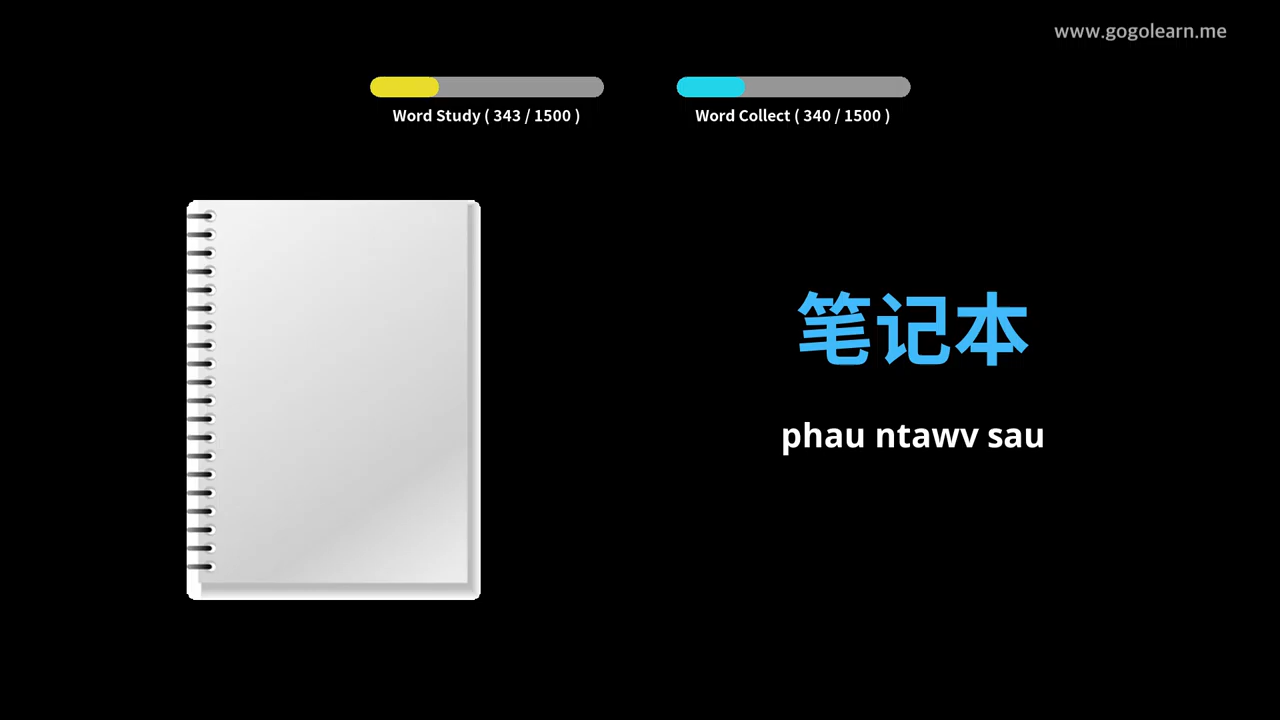 www.gogolearn.me
Word Study ( 343 / 1500 )
Word Collect ( 340 / 1500 )
笔记本
phau ntawv sau